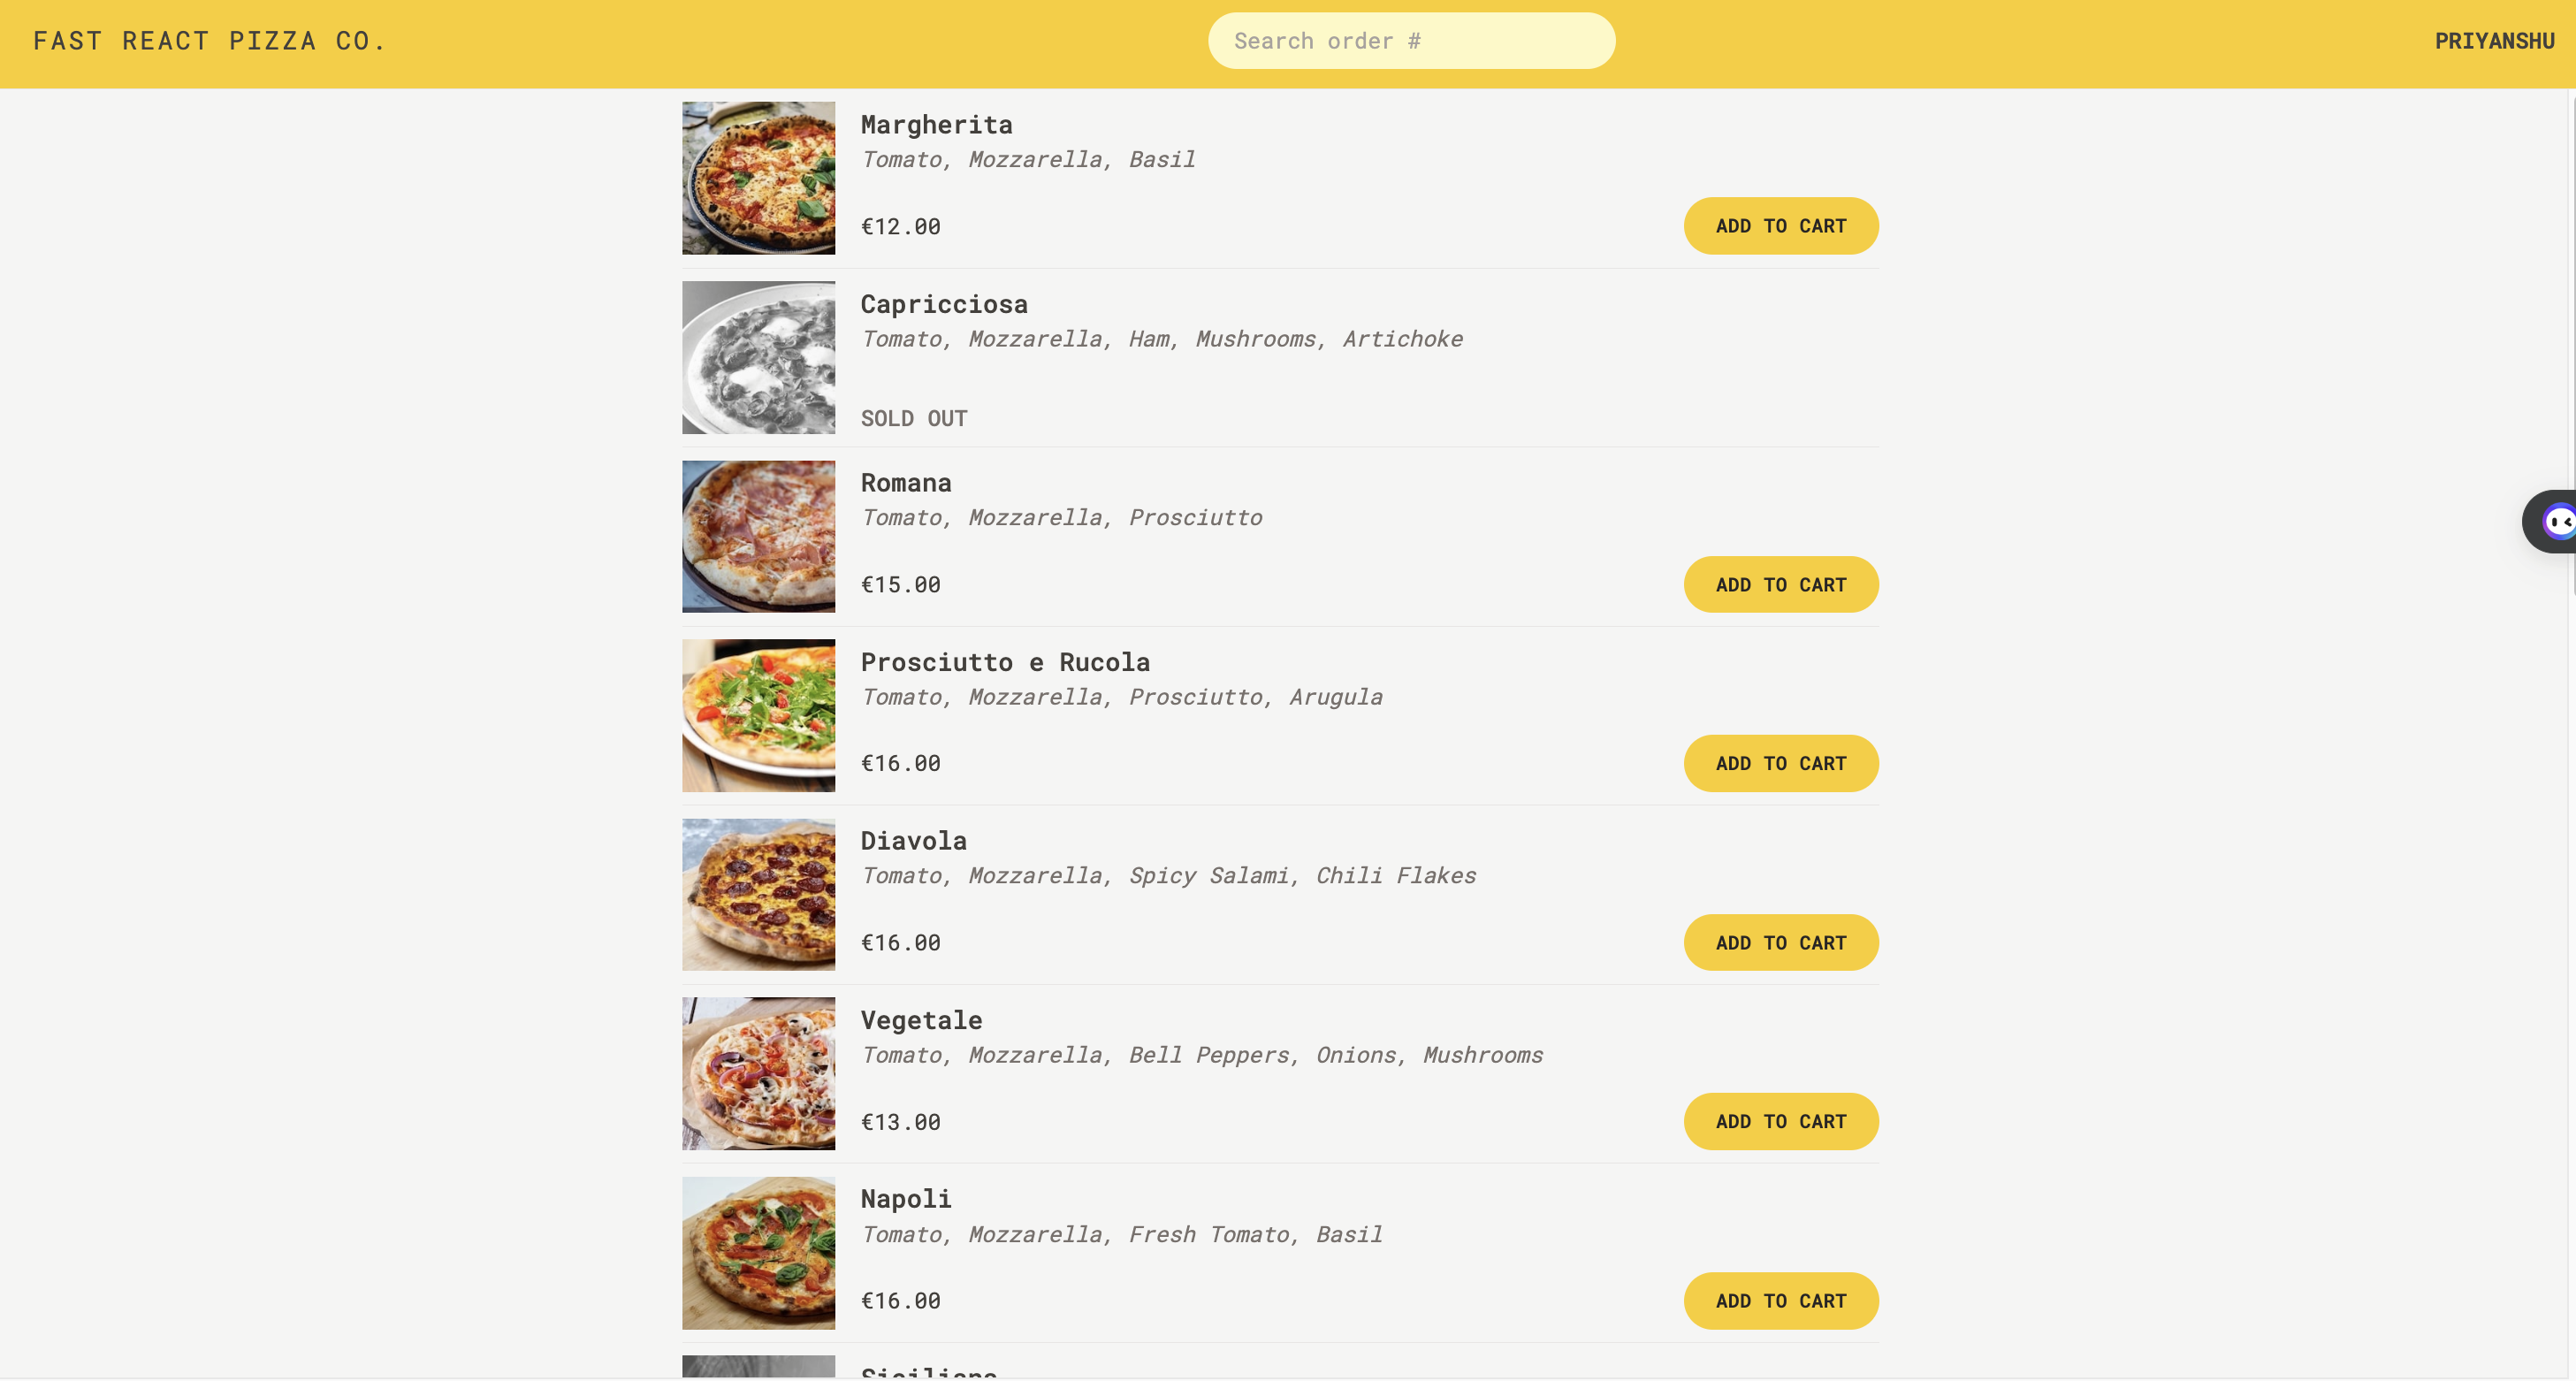 FAST REACT PIZZA CO.
Search order #
PRIYANSHU
Margherita
Tomato, Mozzarella, Basil
€12.00
ADD TO CART
Capricciosa
Tomato, Mozzarella, Ham, Mushrooms, Artichoke
SOLD OUT
Romana
Tomato, Mozzarella, Prosciutto
€15.00
ADD TO CART
Prosciutto e Rucola
Tomato, Mozzarella, Prosciutto, Arugula
€16.00
ADD TO CART
Diavola
Tomato, Mozzarella, Spicy Salami, Chili Flakes
€16.00
ADD TO CART
Vegetale
Tomato, Mozzarella, Bell Peppers, Onions, Mushrooms
€13.00
ADD TO CART
Napoli
Tomato, Mozzarella, Fresh Tomato, Basil
€16.00
ADD TO CART